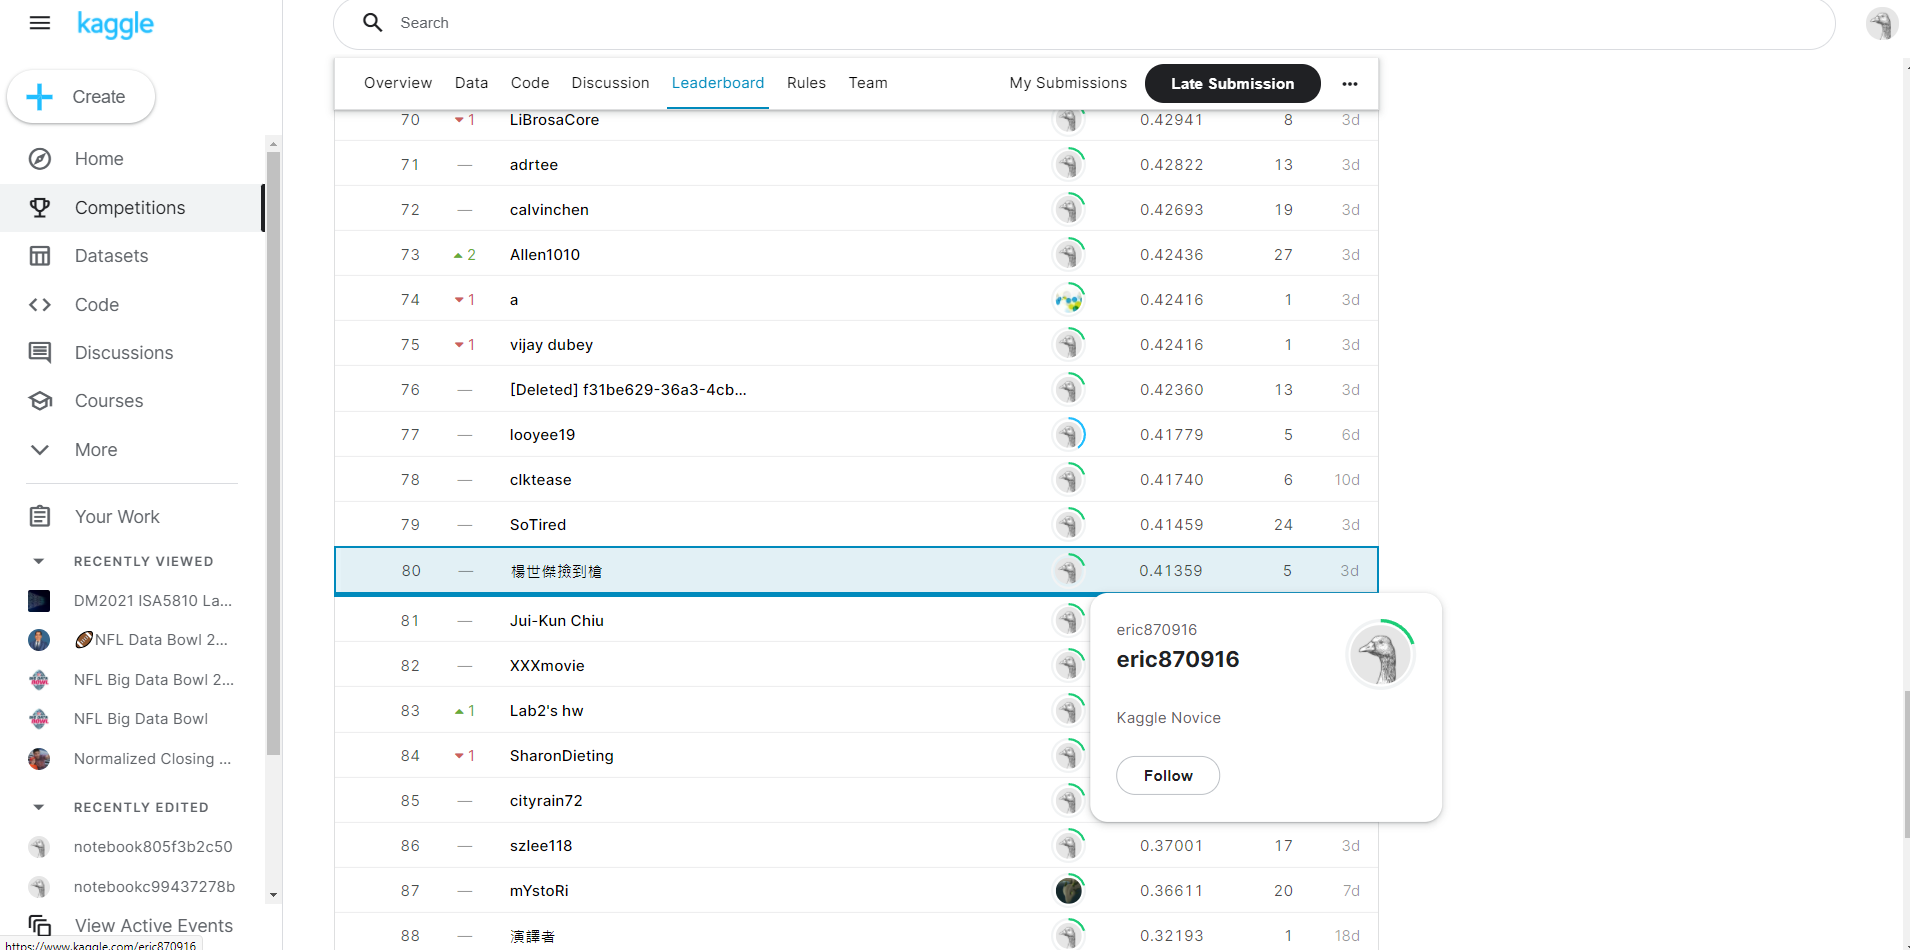 kaggle
Search
Create
Home
Competitions
Datasets
Code
Discussions
Courses
More
Your Work
RECENTLY VIEWED
DM2021 ISA5810 La...
🏈NFL Data Bowl 2...
NFL Big Data Bowl 2...
NFL Big Data Bowl
Normalized Closing ...
RECENTLY EDITED
notebook805f3b2c50
notebookc99437278b
View Active Events
https://www.kaggle.com/eric870916
Overview Data Code Discussion Leaderboard Rules Team My Submissions Late Submission ...
70 1 LiBrosaCore 0.42941 8 3d
71 — adrtee 0.42822 13 3d
72 — calvinchen 0.42693 19 3d
73 2 Allen1010 0.42436 27 3d
74 1 a 0.42416 1 3d
75 1 vijay dubey 0.42416 1 3d
76 — [Deleted] f31be629-36a3-4cb... 0.42360 13 3d
77 — looyee19 0.41779 5 6d
78 — clktease 0.41740 6 10d
79 — SoTired 0.41459 24 3d
80 — 楊世傑撿到槍 0.41359 5 3d
81 — Jui-Kun Chiu
82 — XXXmovie
83 1 Lab2's hw
84 1 SharonDieting
85 — cityrain72
86 — szlee118 0.37001 17 3d
87 — mYstoRi 0.36611 20 7d
88 — 演譯者 0.32193 1 18d
eric870916
eric870916
Kaggle Novice
Follow